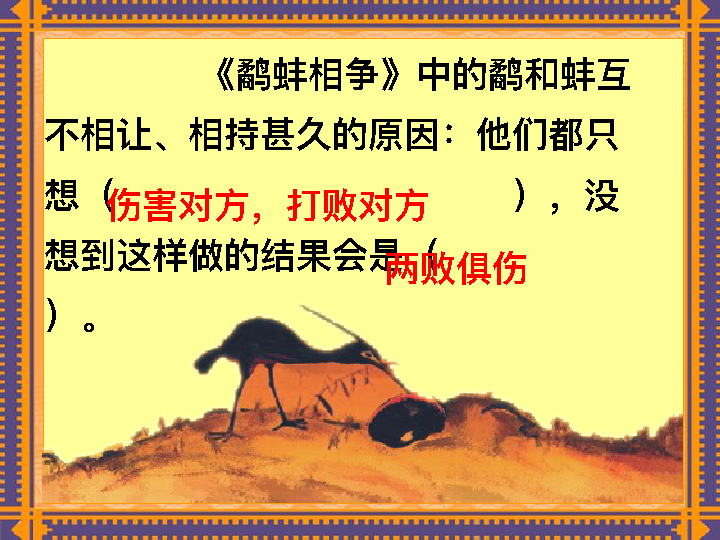 《鹬蚌相争》中的鹬和蚌互
不相让、相持甚久的原因：他们都只
想（伤害对方，打败对方），没
想到这样做的结果会是（两败俱伤
）。